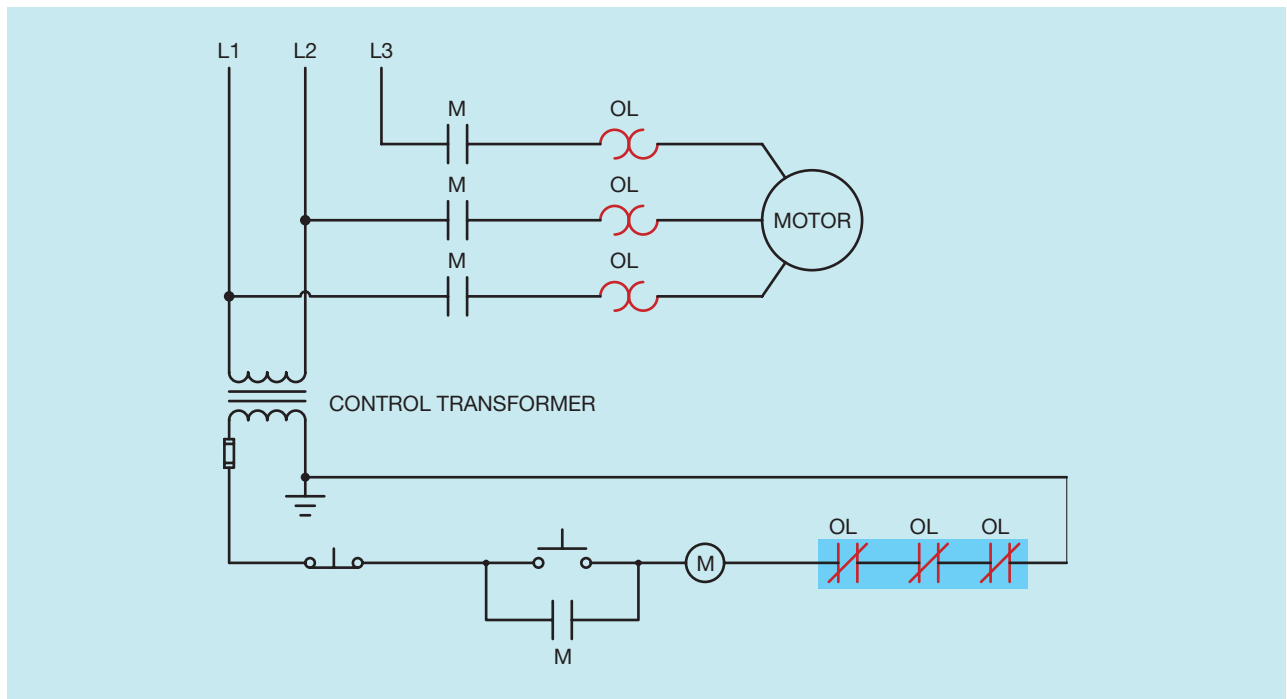 L1 L2 L3
M OL
M OL
MOTOR
M OL
CONTROL TRANSFORMER
OL OL OL
M
M